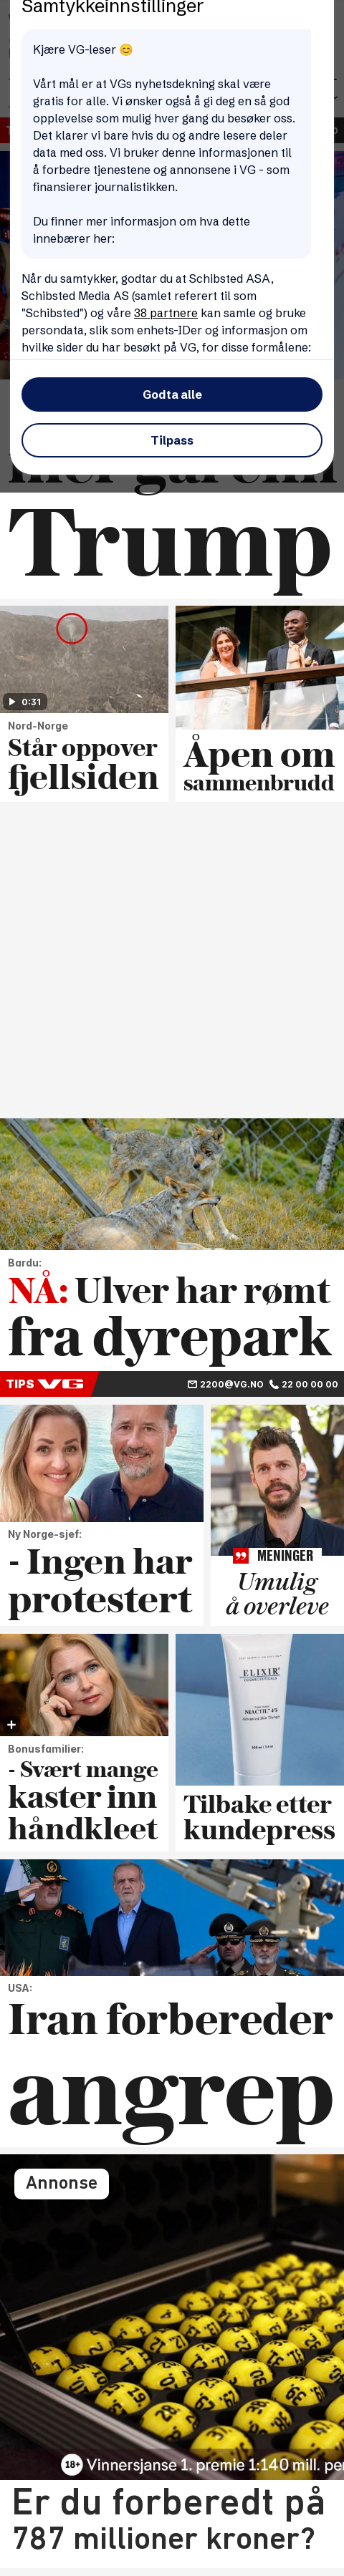 Samtykkeinnstillinger
Kjære VG-leser 😊
Vårt mål er at VGs nyhetsdekning skal være
gratis for alle. Vi ønsker også å gi deg en så god
opplevelse som mulig hver gang du besøker oss.
Det klarer vi bare hvis du og andre lesere deler
data med oss. Vi bruker denne informasjonen til
å forbedre tjenestene og annonsene i VG - som
finansierer journalistikken.
Du finner mer informasjon om hva dette
innebærer her:
Når du samtykker, godtar du at Schibsted ASA,
Schibsted Media AS (samlet referert til som
"Schibsted") og våre 38 partnere kan samle og bruke
persondata, slik som enhets-IDer og informasjon om
hvilke sider du har besøkt på VG, for disse formålene:
Godta alle
Tilpass
Trump
0:31
Nord-Norge
Står oppover
fjellsiden
Åpen om
sammenbrudd
Bardu:
NÅ: Ulver har rømt
fra dyrepark
TIPS VG 2200@VG.NO 22 00 00 00
Ny Norge-sjef:
- Ingen har
protestert
MENINGER
Umulig
å overleve
Bonusfamilier:
- Svært mange
kaster inn
håndkleet
ELIXIR
NIACTIL 4%
Tilbake etter
kundepress
USA:
Iran forbereder
angrep
Annonse
18+ Vinnersjanse 1. premie 1:140 mill. per
Er du forberedt på
787 millioner kroner?